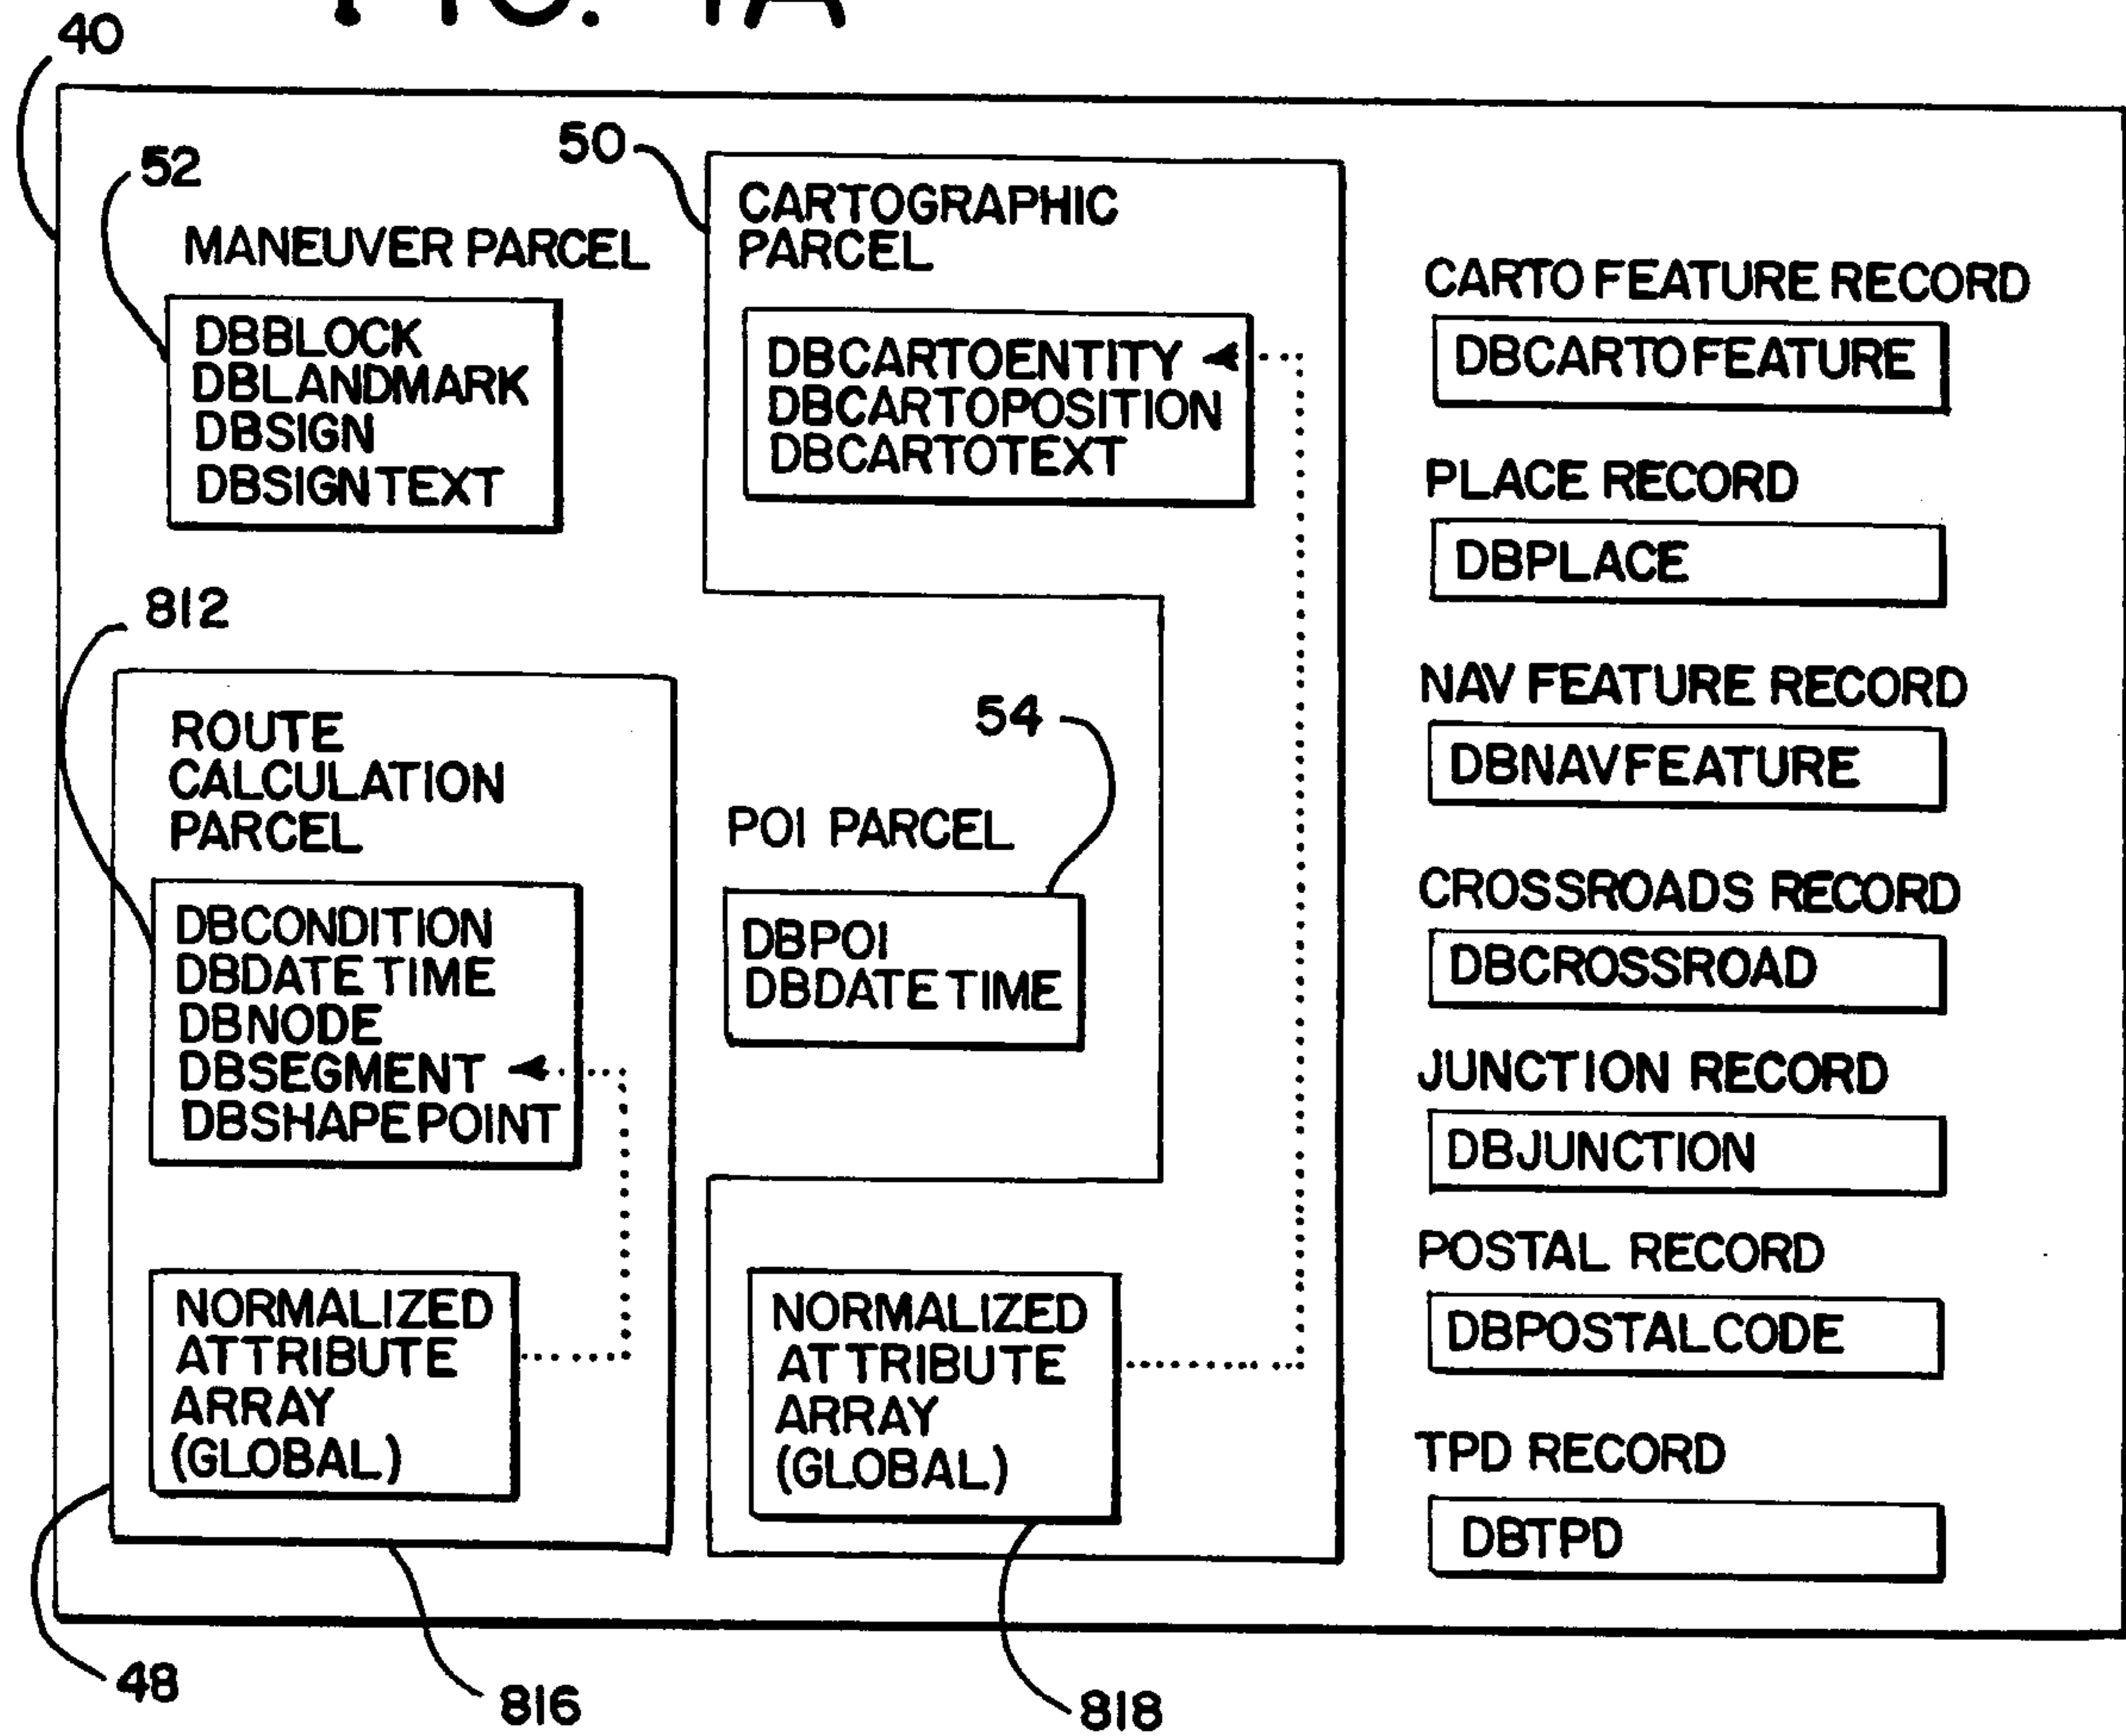 FIG. 4A
40
52
MANEUVER PARCEL
DBBLOCK
DBLANDMARK
DBSIGN
DBSIGNTEXT
50
CARTOGRAPHIC
PARCEL
DBCARTOENTITY
DBCARTOPOSITION
DBCARTOTEXT
812
ROUTE
CALCULATION
PARCEL
DBCONDITION
DBDATETIME
DBNODE
DBSEGMENT
DBSHAPEPOINT
NORMALIZED
ATTRIBUTE
ARRAY
(GLOBAL)
54
POI PARCEL
DBPOI
DBDATETIME
NORMALIZED
ATTRIBUTE
ARRAY
(GLOBAL)
CARTO FEATURE RECORD
DBCARTOFEATURE
PLACE RECORD
DBPLACE
NAV FEATURE RECORD
DBNAVFEATURE
CROSSROADS RECORD
DBCROSSROAD
JUNCTION RECORD
DBJUNCTION
POSTAL RECORD
DBPOSTALCODE
TPD RECORD
DBTPD
48
816
818